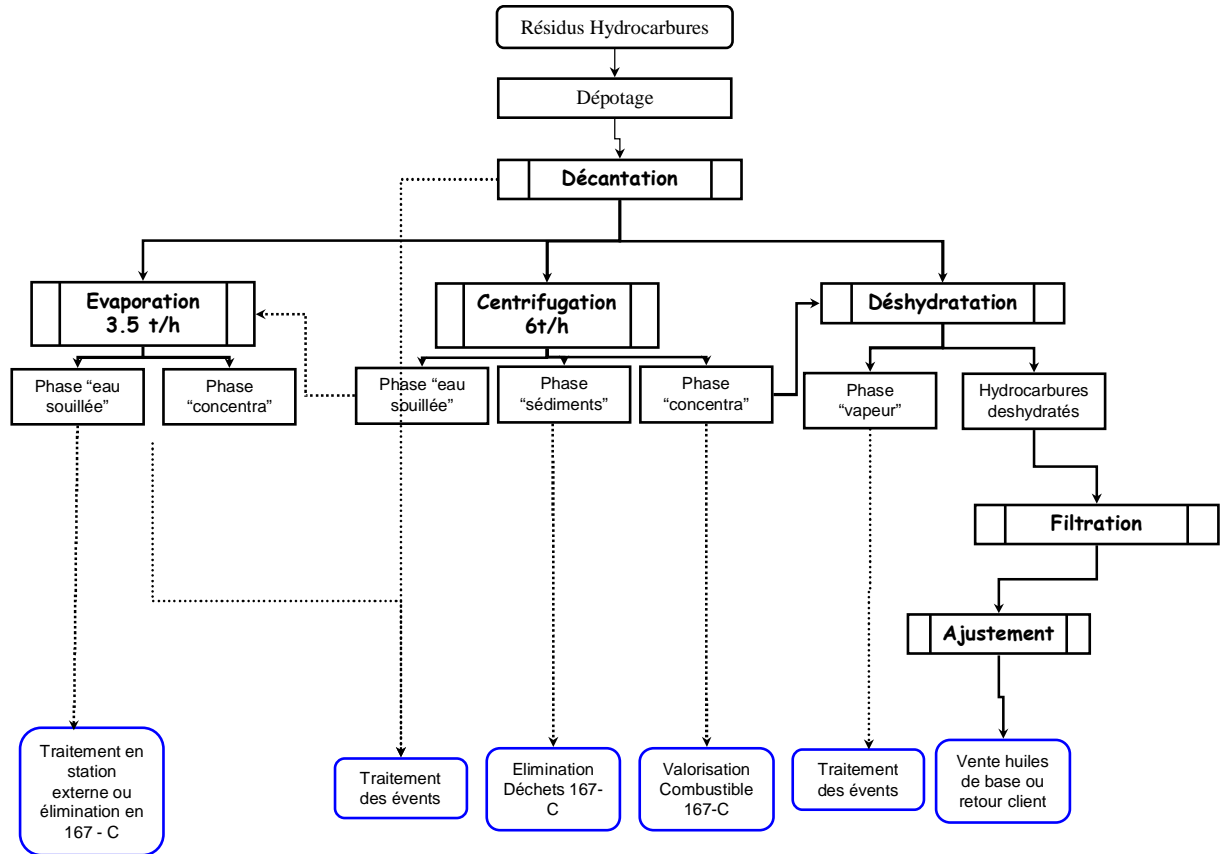 Résidus Hydrocarbures
Dépotage
Décantation
Evaporation
3.5 t/h
Centrifugation
6t/h
Déshydratation
Phase “eau
souillée”
Phase
“concentra”
Phase “eau
souillée”
Phase
“sédiments”
Phase
“concentra”
Phase
“vapeur”
Hydrocarbures
deshydratés
Filtration
Ajustement
Traitement en
station
externe ou
élimination en
167 - C
Traitement
des évents
Elimination
Déchets 167-
C
Valorisation
Combustible
167-C
Traitement
des évents
Vente huiles
de base ou
retour client